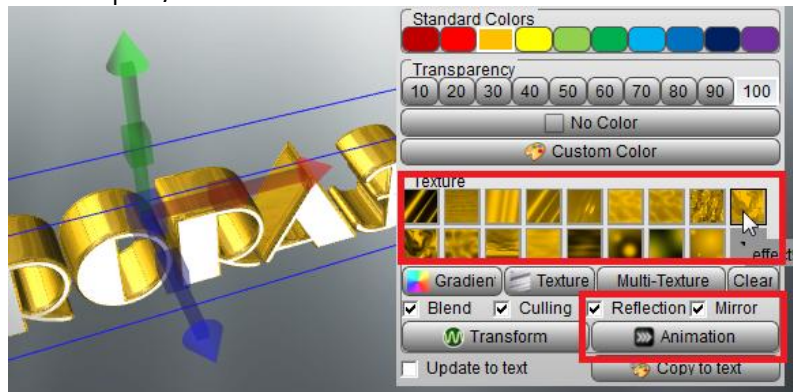 Standard Colors
Transparency
10 20 30 40 50 60 70 80 90 100
No Color
Custom Color
Texture
effect
Gradien Texture Multi-Texture Clear
Blend Culling Reflection Mirror
Transform Animation
Update to text Copy to text